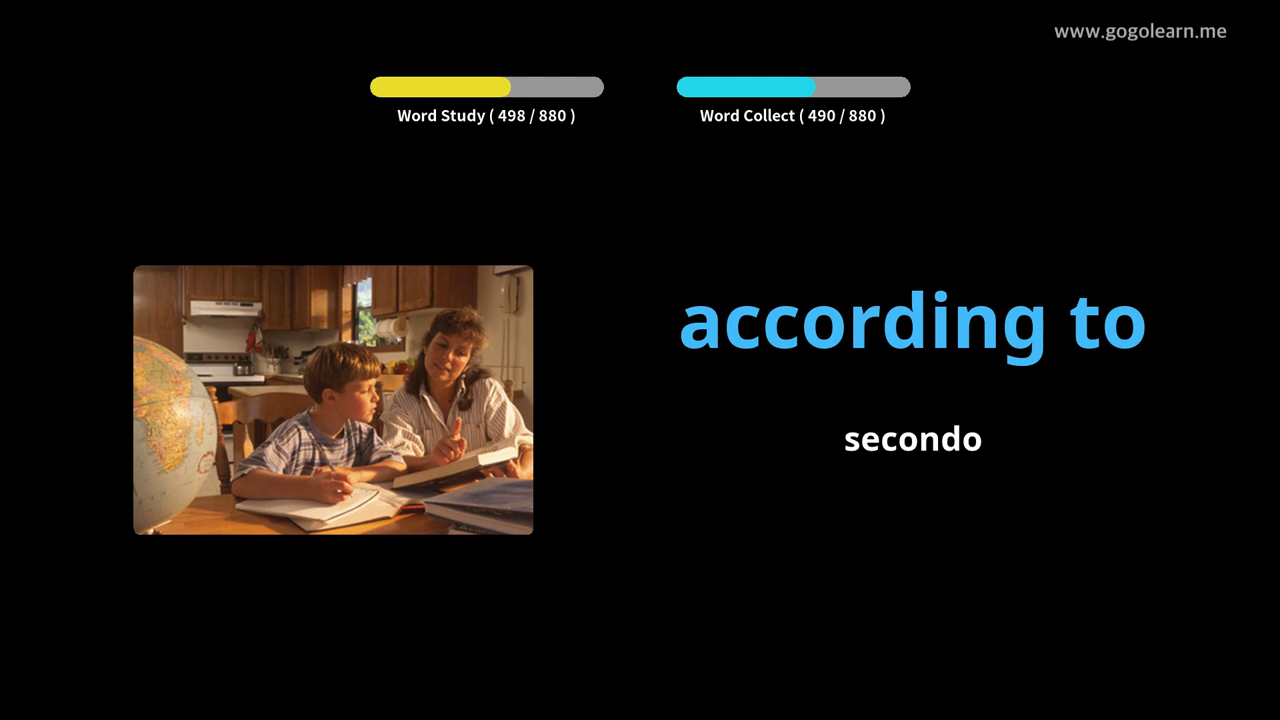 www.gogolearn.me
Word Study ( 498 / 880 )
Word Collect ( 490 / 880 )
according to
secondo